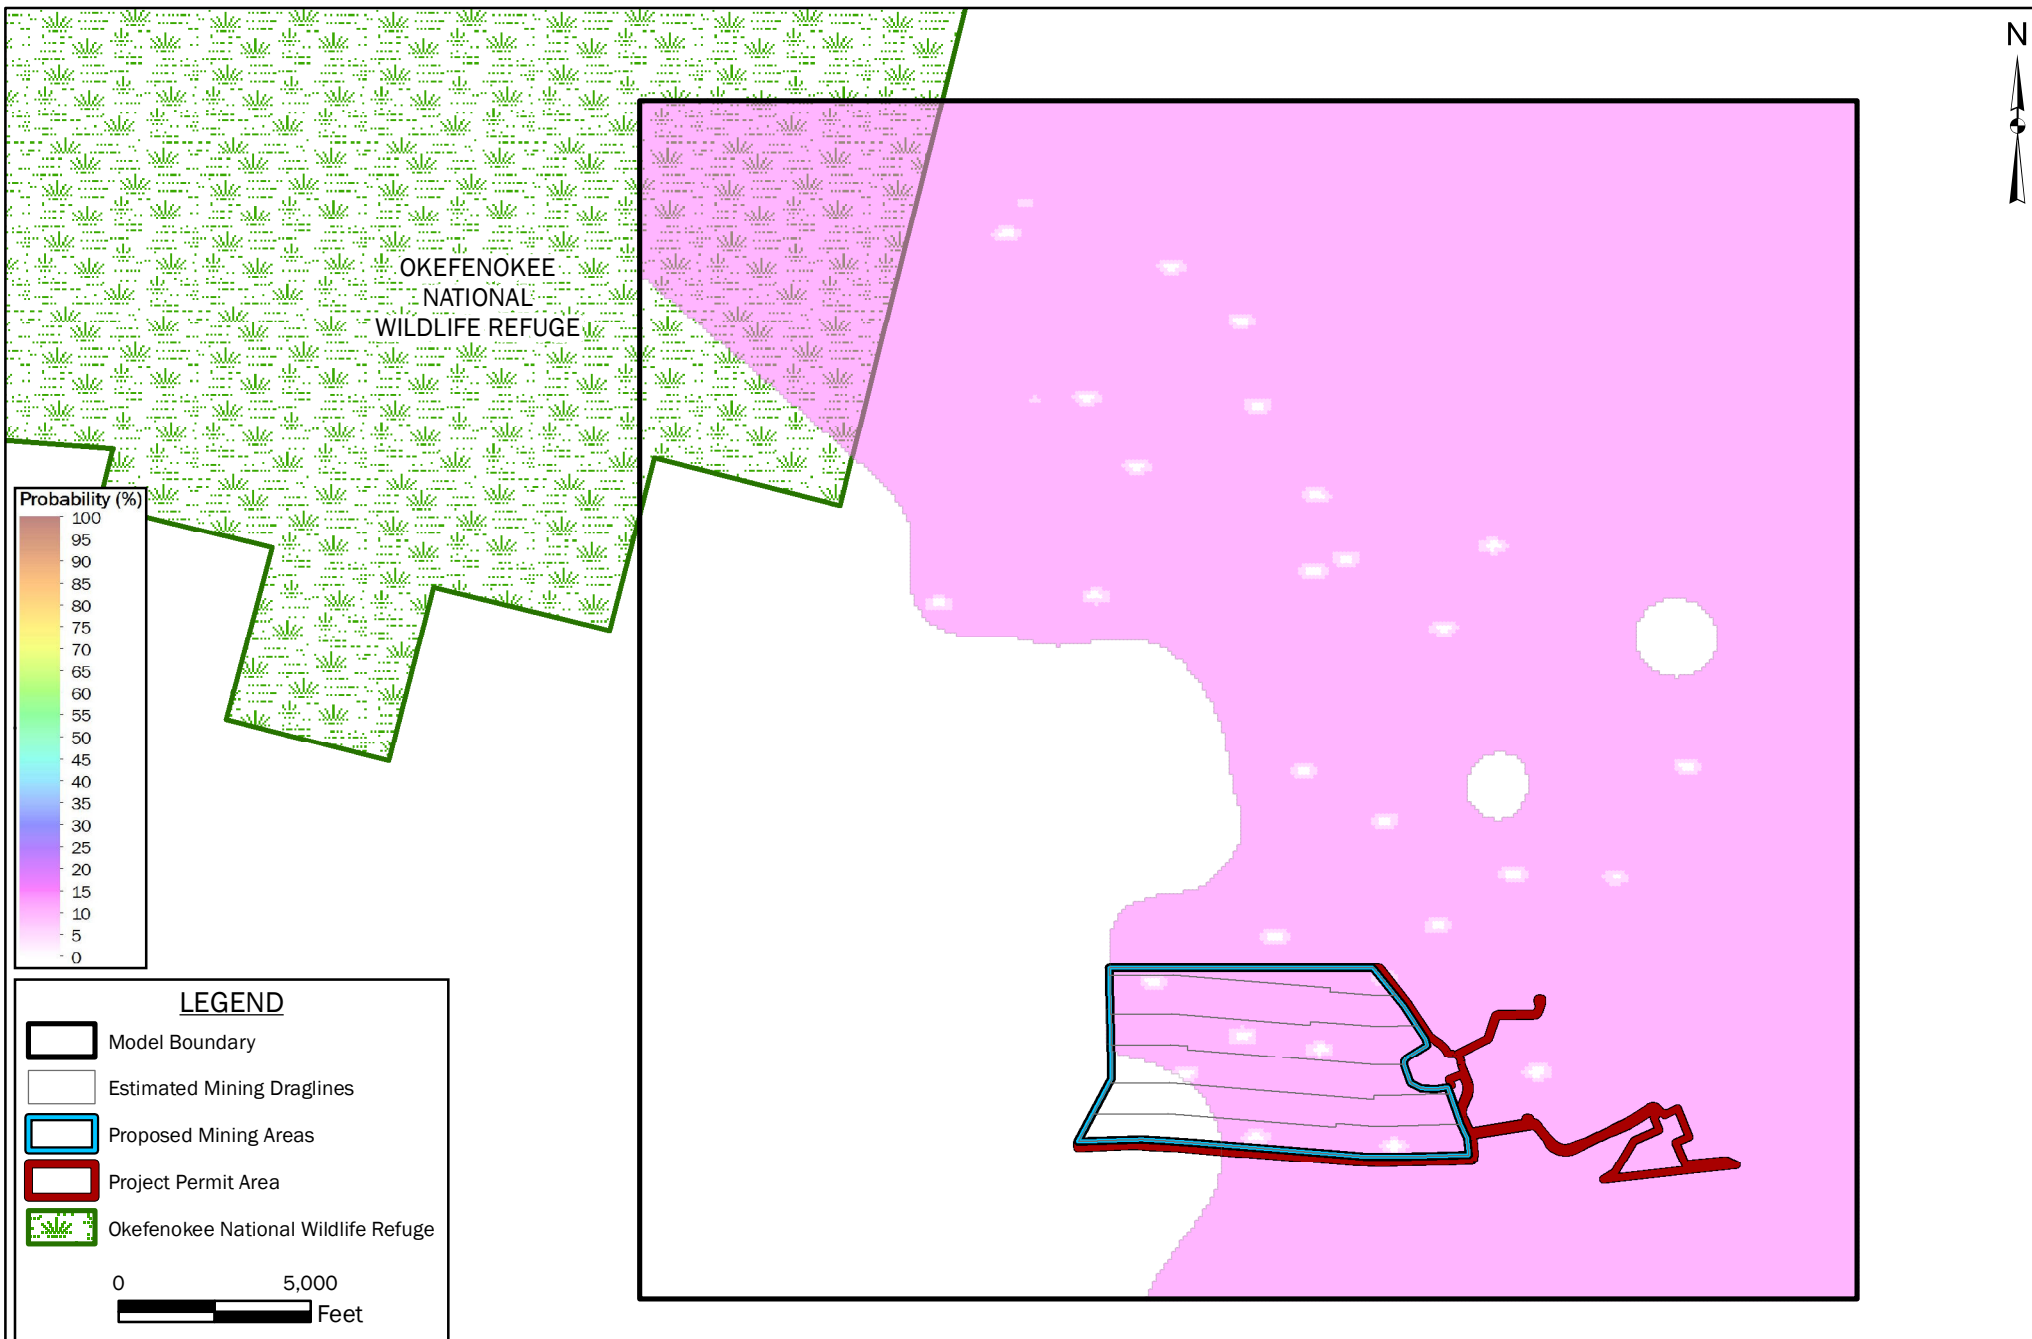 N
OKEFENOKEE
NATIONAL
WILDLIFE REFUGE
Probability (%)
100
95
90
85
80
75
70
65
60
55
50
45
40
35
30
25
20
15
10
5
0
LEGEND
Model Boundary
Estimated Mining Draglines
Proposed Mining Areas
Project Permit Area
Okefenokee National Wildlife Refuge
0 5,000
Feet